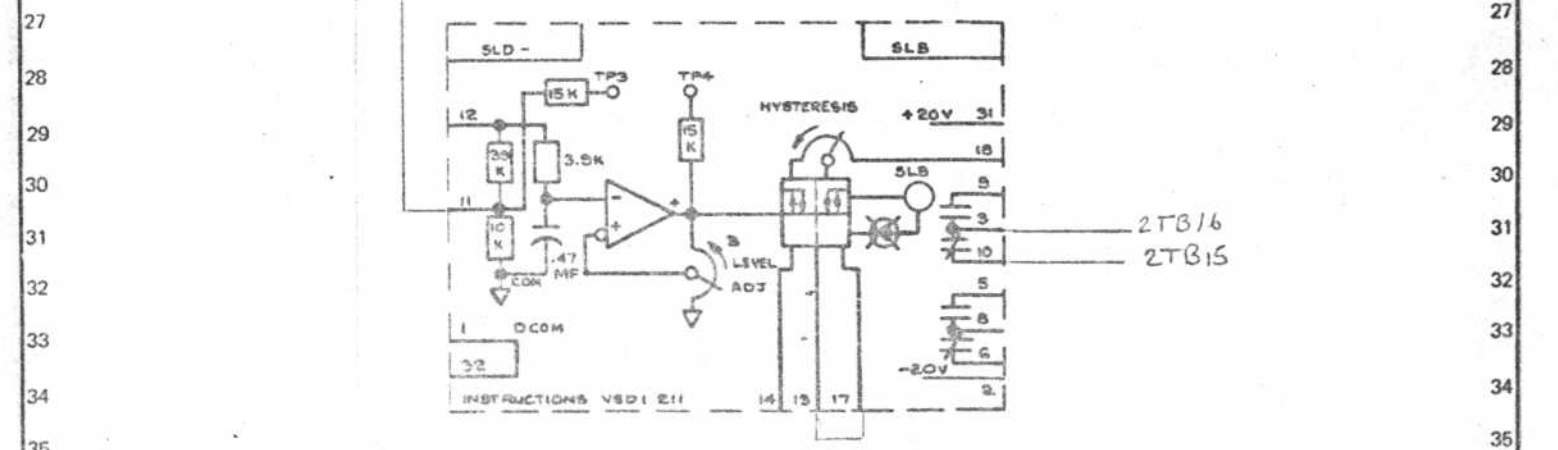 27
27
SLD -
SLB
28
28
15K
TP3
TP4
HYSTERESIS
12
+20V 31
29
29
39
K
3.9K
15
K
18
SLB
30
30
9
11
-
+
+
3
31
31
10
K
B
2TB16
.47
MF
LEVEL
ADJ
10
2TB15
COM
32
32
5
8
1
DCOM
33
33
6
32
-20V
34
34
2
INSTRUCTIONS VSDI 211
14
13
17
35
35